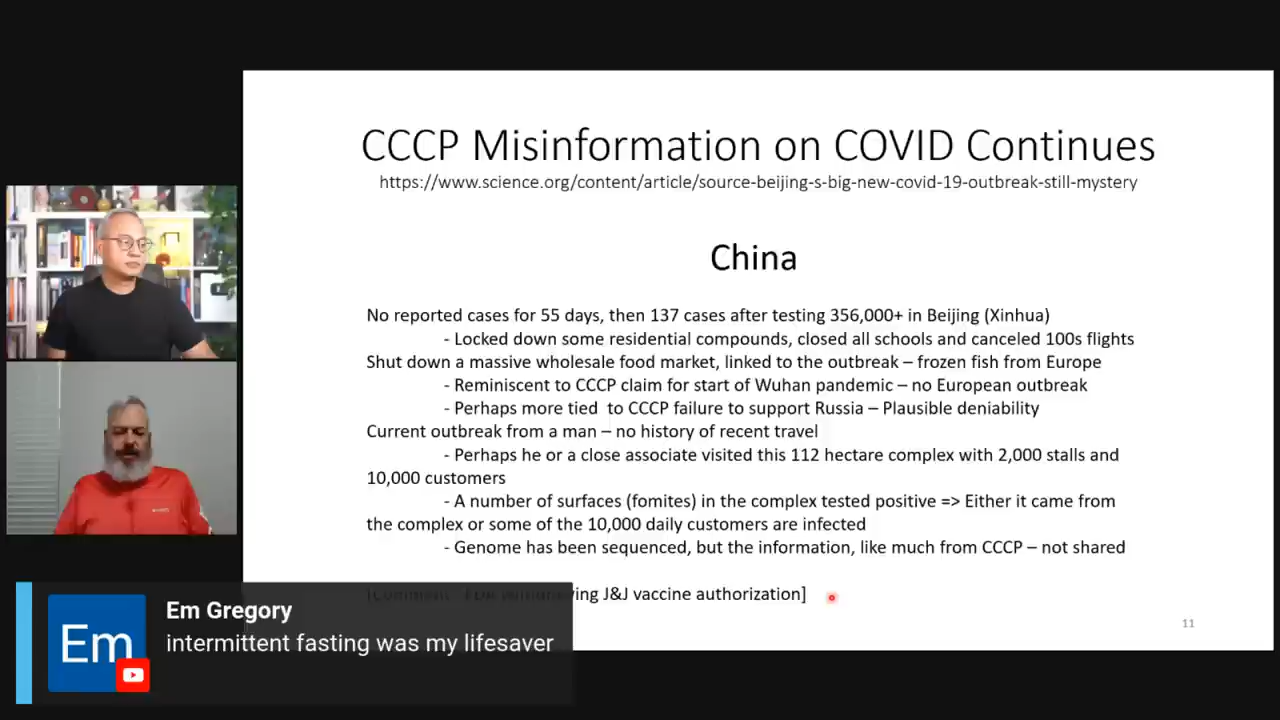 CCCP Misinformation on COVID Continues
https://www.science.org/content/article/source-beijing-s-big-new-covid-19-outbreak-still-mystery
China
No reported cases for 55 days, then 137 cases after testing 356,000+ in Beijing (Xinhua)
- Locked down some residential compounds, closed all schools and canceled 100s flights
Shut down a massive wholesale food market, linked to the outbreak – frozen fish from Europe
- Reminiscent to CCCP claim for start of Wuhan pandemic – no European outbreak
- Perhaps more tied to CCCP failure to support Russia – Plausible deniability
Current outbreak from a man – no history of recent travel
- Perhaps he or a close associate visited this 112 hectare complex with 2,000 stalls and
10,000 customers
- A number of surfaces (fomites) in the complex tested positive => Either it came from
the complex or some of the 10,000 daily customers are infected
- Genome has been sequenced, but the information, like much from CCCP – not shared
J&J vaccine authorization]
11
Em
Em Gregory
intermittent fasting was my lifesaver